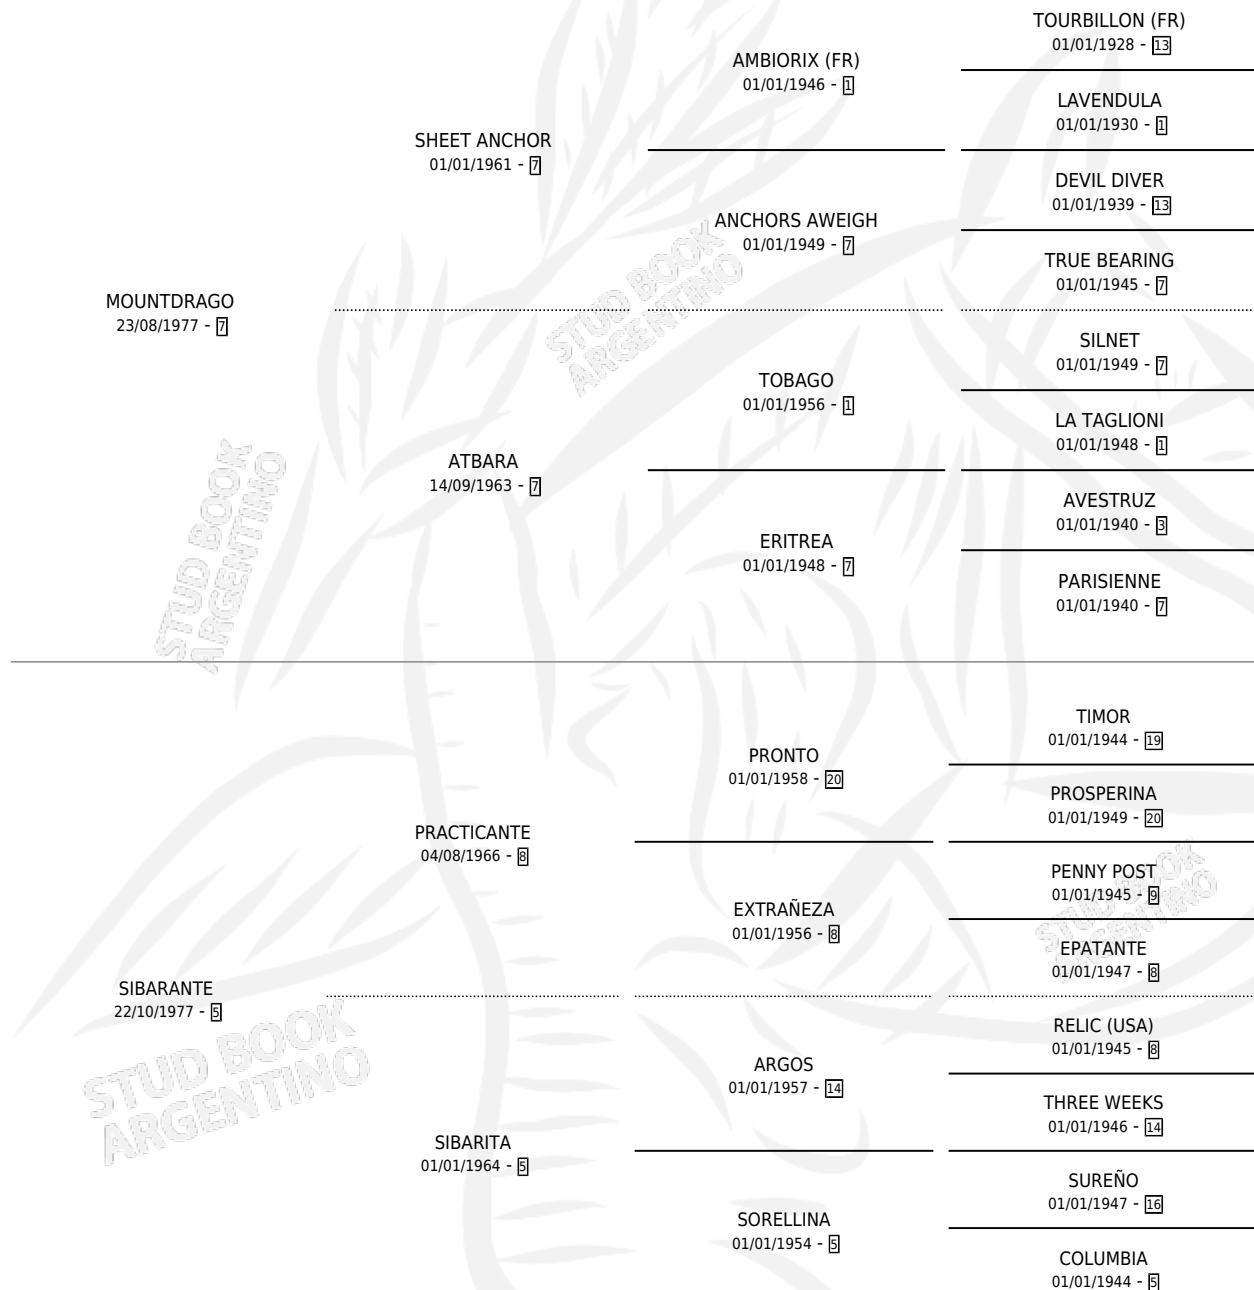 TOURBILLON (FR)
01/01/1928 - 13
AMBIORIX (FR)
01/01/1946 - 1
LAVENDULA
01/01/1930 - 1
SHEET ANCHOR
01/01/1961 - 7
DEVIL DIVER
01/01/1939 - 13
ANCHORS AWEIGH
01/01/1949 - 7
TRUE BEARING
01/01/1945 - 7
MOUNTDRAGO
23/08/1977 - 7
STUD BOOK
ARGENTINO
SILNET
01/01/1949 - 7
TOBAGO
01/01/1956 - 1
LA TAGLIONI
01/01/1948 - 1
ATBARA
14/09/1963 - 7
AVESTRUZ
01/01/1940 - 3
ERITREA
01/01/1948 - 7
PARISIENNE
01/01/1940 - 7
STUD BOOK
ARGENTINO
TIMOR
01/01/1944 - 19
PRONTO
01/01/1958 - 20
PROSPERINA
01/01/1949 - 20
PRACTICANTE
04/08/1966 - 8
PENNY POST
01/01/1945 - 9
EXTRAÑEZA
01/01/1956 - 8
STUD BOOK
ARGENTINO
EPATANTE
01/01/1947 - 8
SIBARANTE
22/10/1977 - 5
RELIC (USA)
01/01/1945 - 8
ARGOS
01/01/1957 - 14
STUD BOOK
ARGENTINO
THREE WEEKS
01/01/1946 - 14
SIBARITA
01/01/1964 - 5
SUREÑO
01/01/1947 - 16
SORELLINA
01/01/1954 - 5
COLUMBIA
01/01/1944 - 5